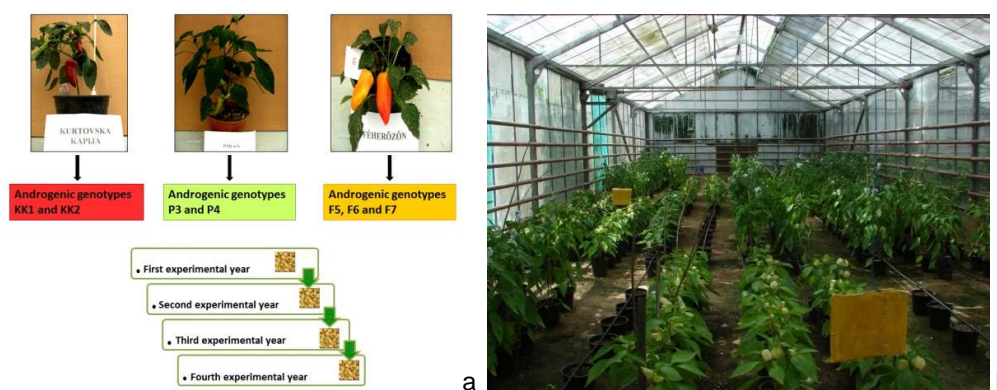 KURTOVSKA
KAPIJA
PIRAN
FÉHERÖZÖN
Androgenic genotypes
KK1 and KK2
Androgenic genotypes
P3 and P4
Androgenic genotypes
F5, F6 and F7
• First experimental year
• Second experimental year
• Third experimental year
• Fourth experimental year
a